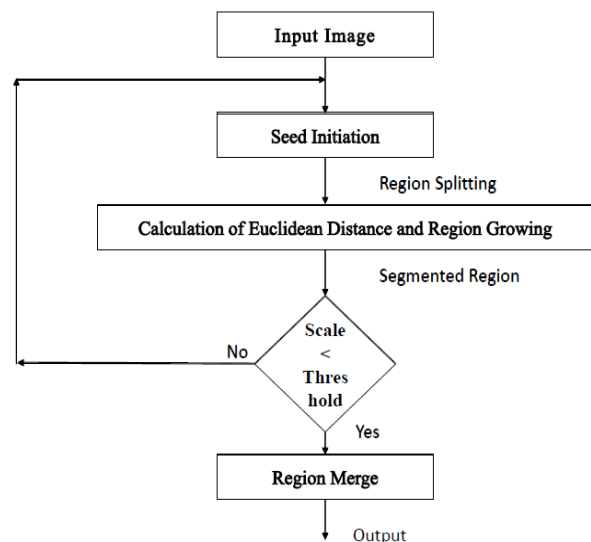 Input Image
Seed Initiation
Region Splitting
Calculation of Euclidean Distance and Region Growing
Segmented Region
Scale
<
Thres
hold
No
Yes
Region Merge
Output